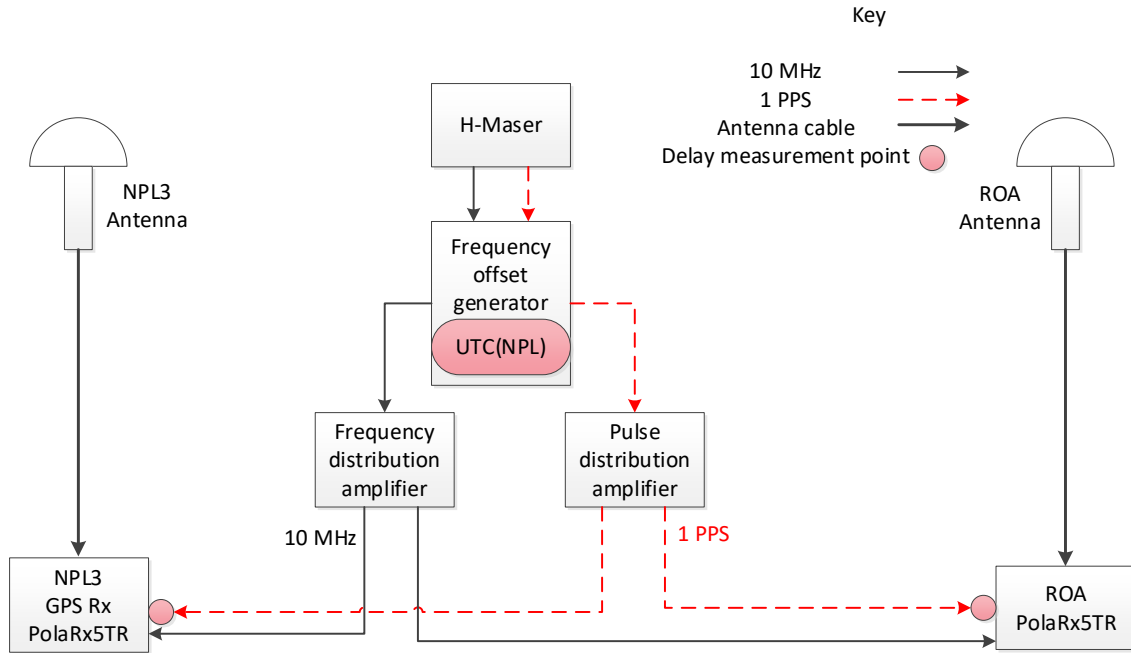 Key
10 MHz
1 PPS
Antenna cable
Delay measurement point
H-Maser
NPL3
Antenna
ROA
Antenna
Frequency
offset
generator
UTC(NPL)
Frequency
distribution
amplifier
Pulse
distribution
amplifier
10 MHz
1 PPS
NPL3
GPS Rx
PolaRx5TR
ROA
PolaRx5TR